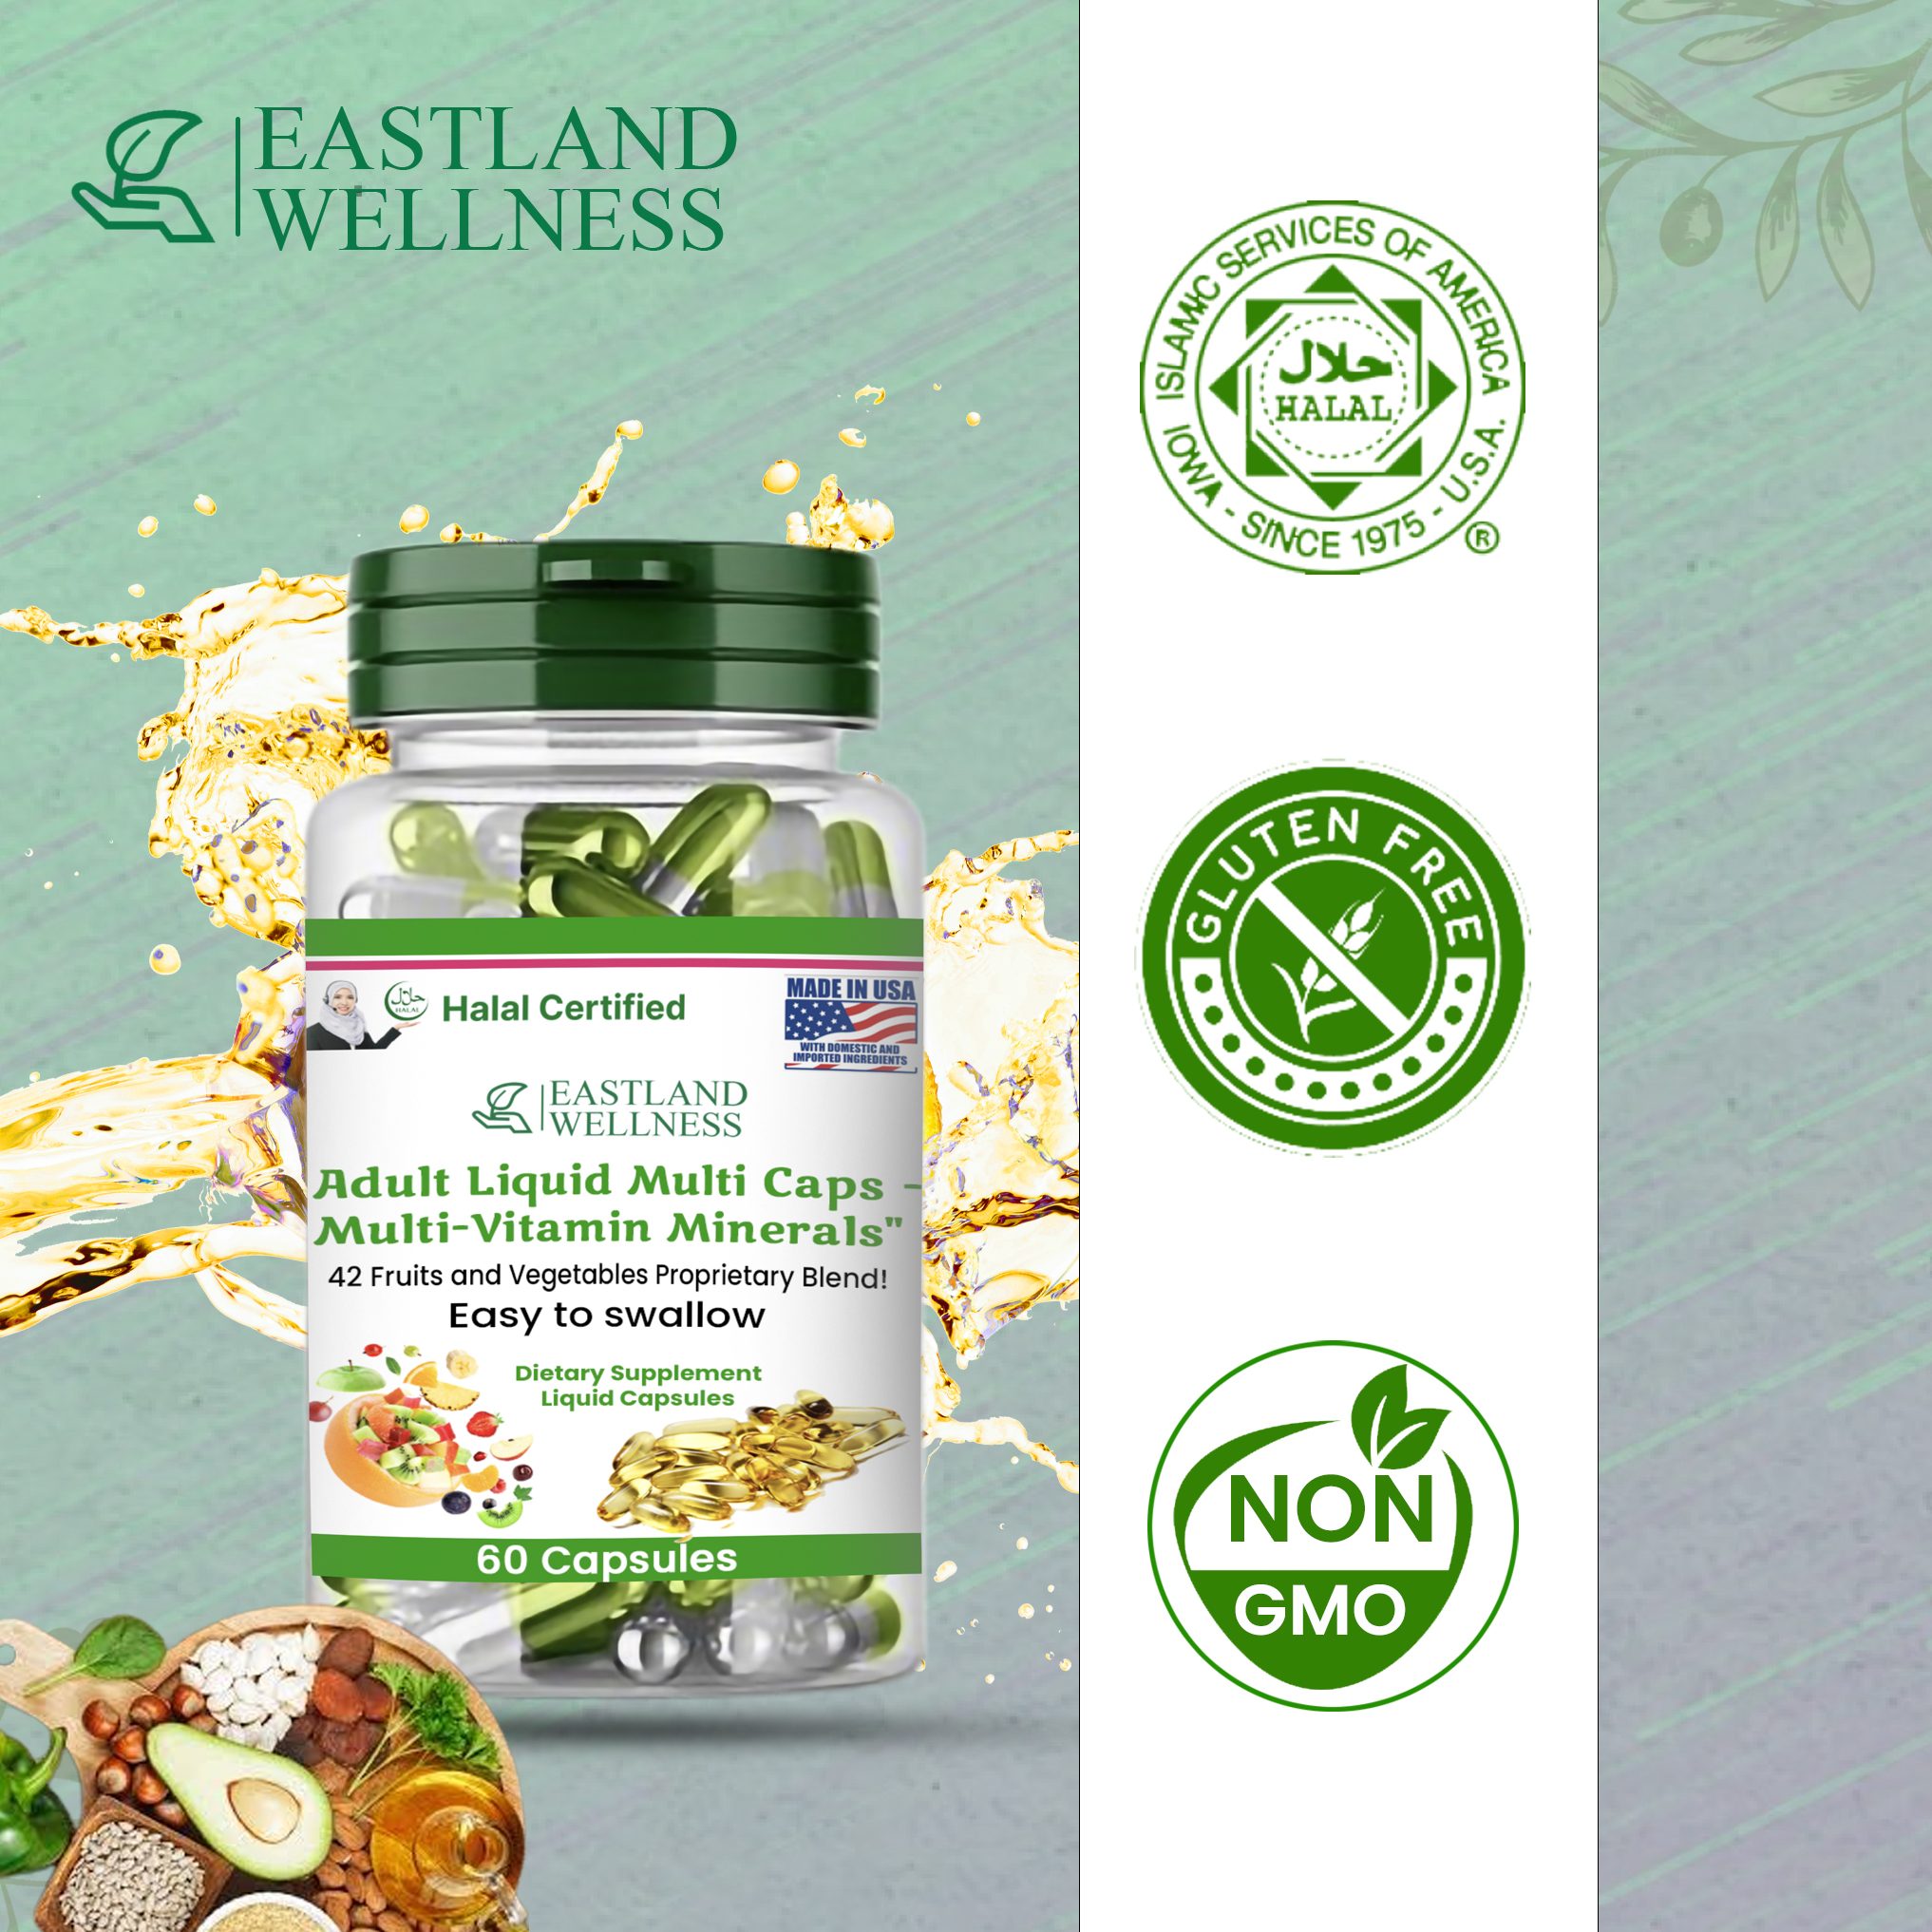 EASTLAND
WELLNESS
Halal Certified
حلال
HALAL
MADE IN USA
WITH DOMESTIC AND
IMPORTED INGREDIENTS
EASTLAND
WELLNESS
Adult Liquid Multi Caps -
Multi-Vitamin Minerals"
42 Fruits and Vegetables Proprietary Blend!
Easy to swallow
Dietary Supplement
Liquid Capsules
60 Capsules
ISLAMIC SERVICES OF AMERICA
حلال
HALAL
IOWA - SINCE 1975 - U.S.A.
®
GLUTEN FREE
NON
GMO